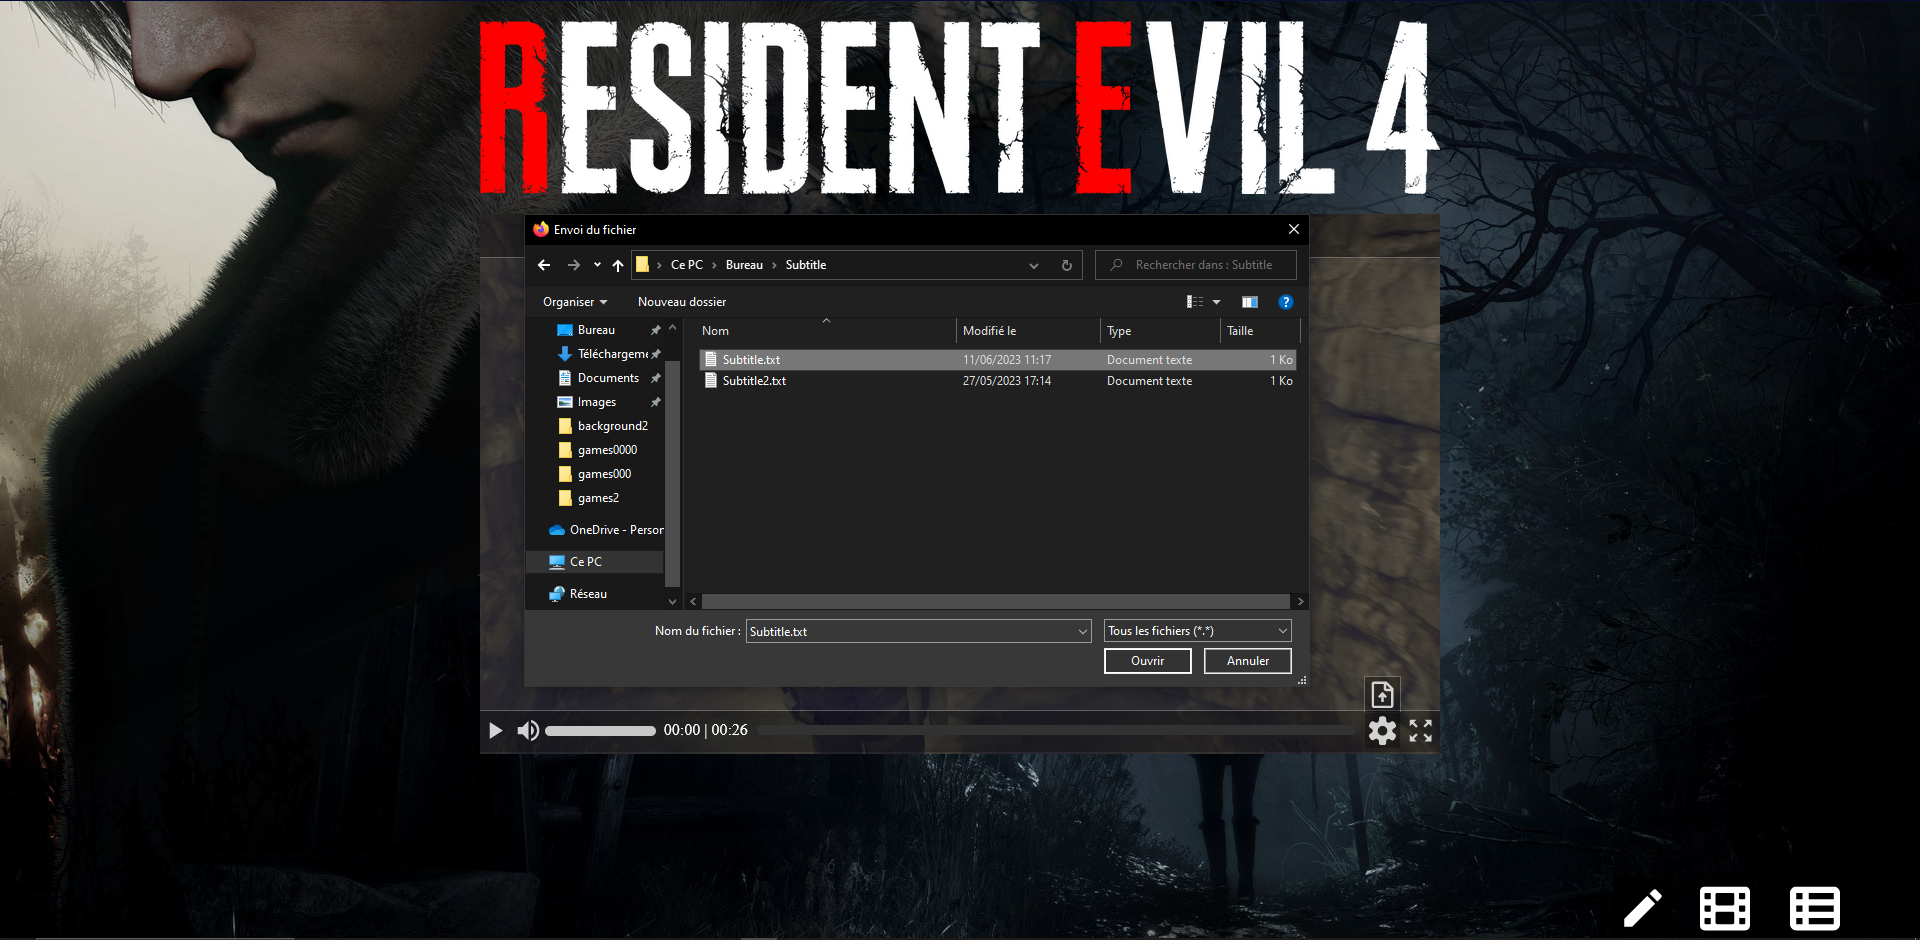 RESIDENT EVIL 4
Envoi du fichier
Ce PC > Bureau > Subtitle
Rechercher dans : Subtitle
Organiser
Nouveau dossier
?
Nom
Modifié le
Type
Taille
Subtitle.txt
11/06/2023 11:17
Document texte
1 Ko
Subtitle2.txt
27/05/2023 17:14
Document texte
1 Ko
Bureau
Téléchargeme
Documents
Images
background2
games0000
games000
games2
OneDrive - Person
Ce PC
Réseau
Nom du fichier :
Subtitle.txt
Tous les fichiers (*.*)
Ouvrir
Annuler
00:00 | 00:26